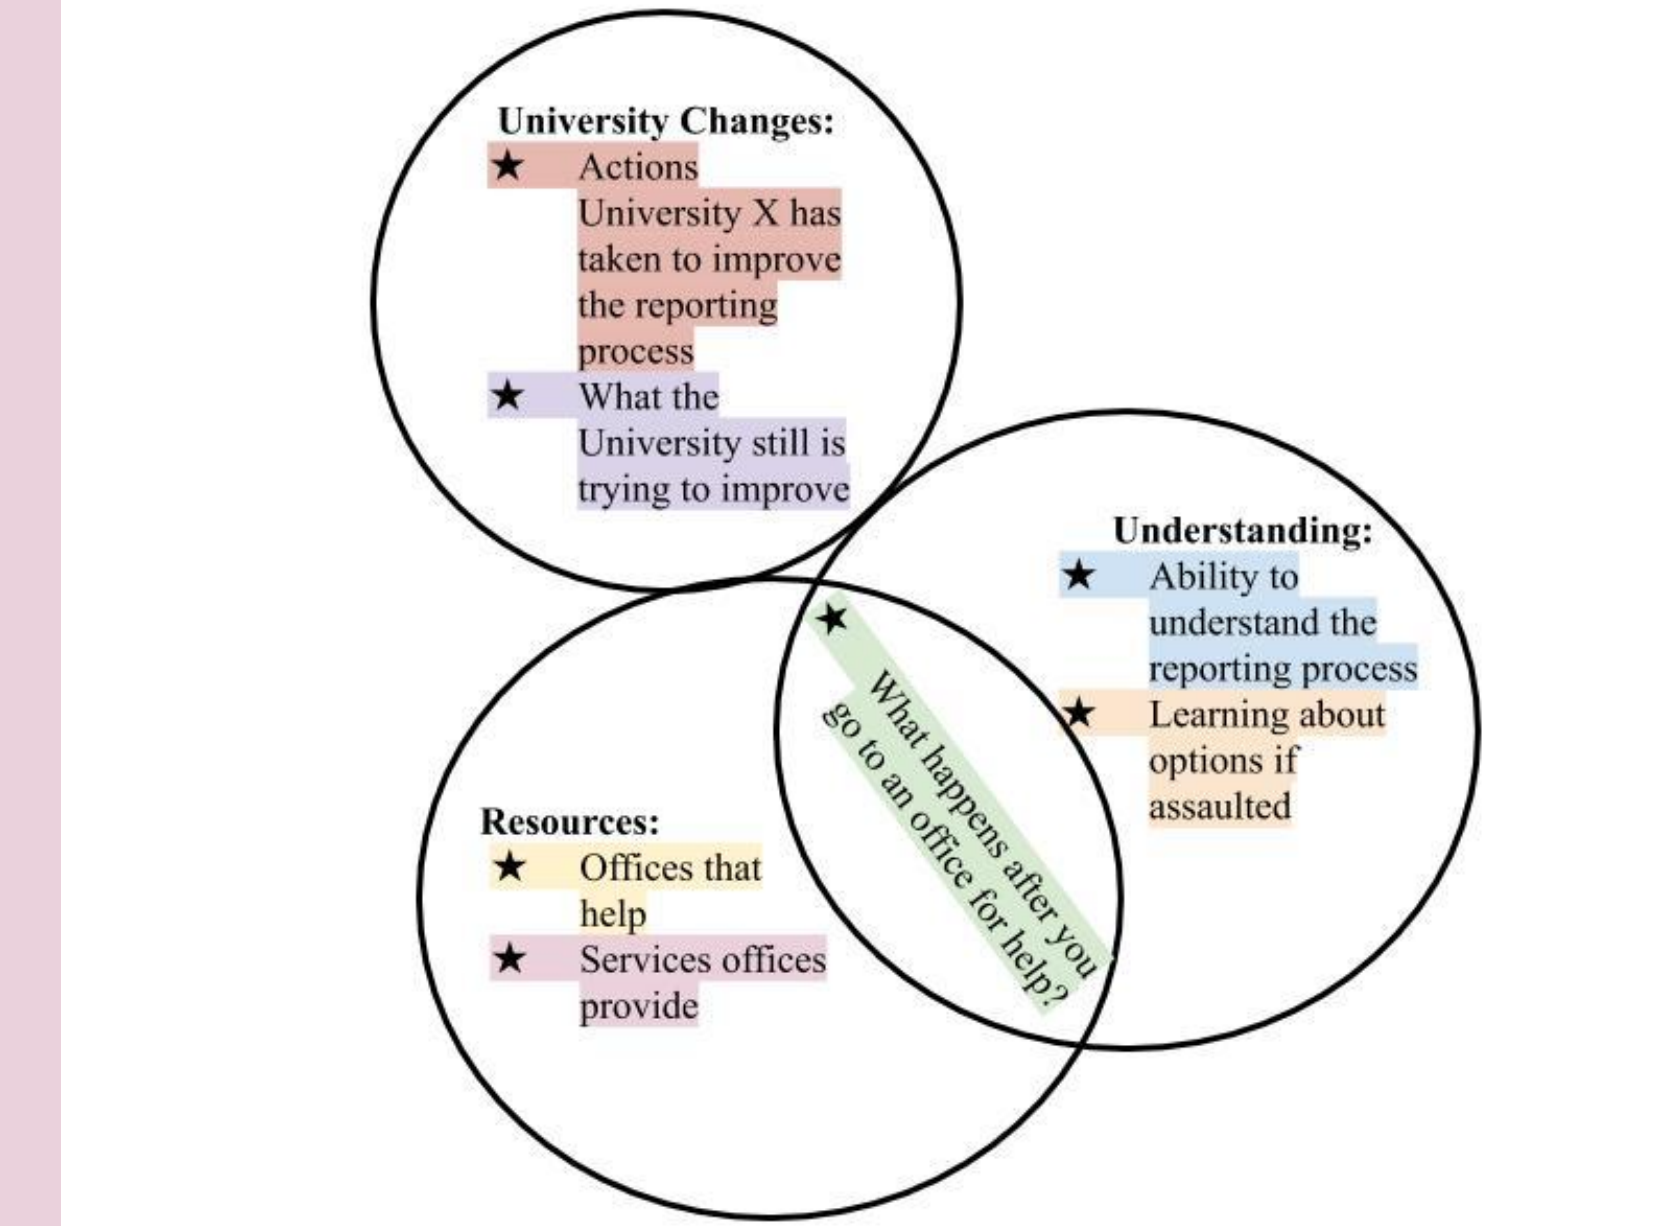 University Changes:
★ Actions
University X has
taken to improve
the reporting
process
★ What the
University still is
trying to improve
Understanding:
★ Ability to
understand the
reporting process
★ Learning about
options if
assaulted
★ What happens after you
go to an office for help?
Resources:
★ Offices that
help
★ Services offices
provide